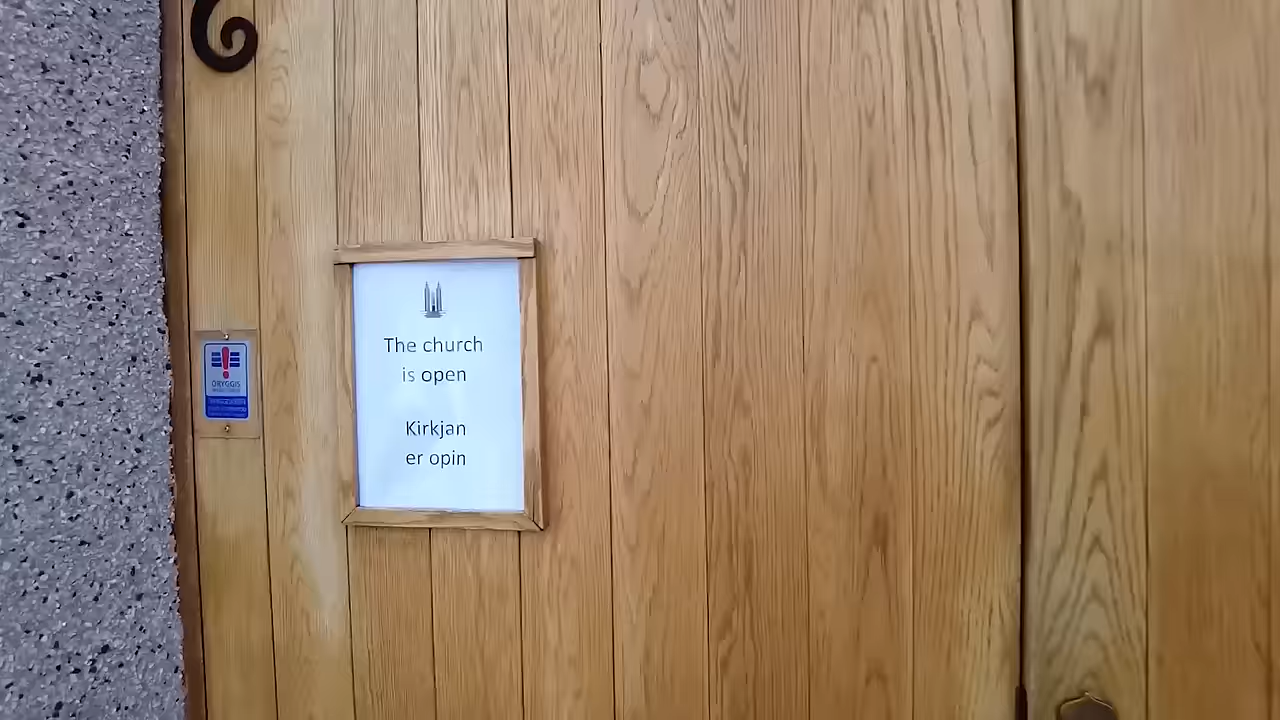 The church
is open
Kirkjan
er opin
ÖRYGGIS